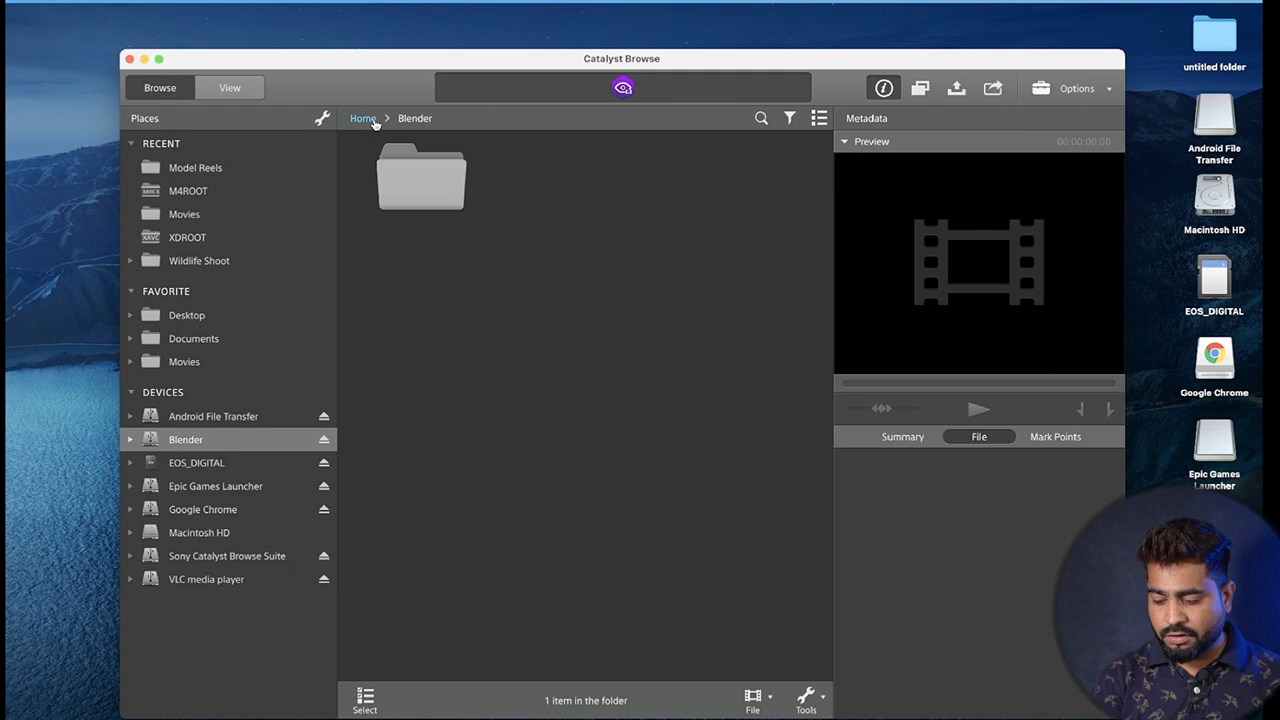 Catalyst Browse
Browse
View
Options
Places
Home > Blender
Metadata
RECENT
Model Reels
M4ROOT
Movies
XDROOT
Wildlife Shoot
FAVORITE
Desktop
Documents
Movies
DEVICES
Android File Transfer
Blender
EOS_DIGITAL
Epic Games Launcher
Google Chrome
Macintosh HD
Sony Catalyst Browse Suite
VLC media player
Select
1 item in the folder
File
Tools
Preview
00:00:00:00
Summary
File
Mark Points
untitled folder
Android File
Transfer
Macintosh HD
EOS_DIGITAL
Google Chrome
Epic Games
Launcher